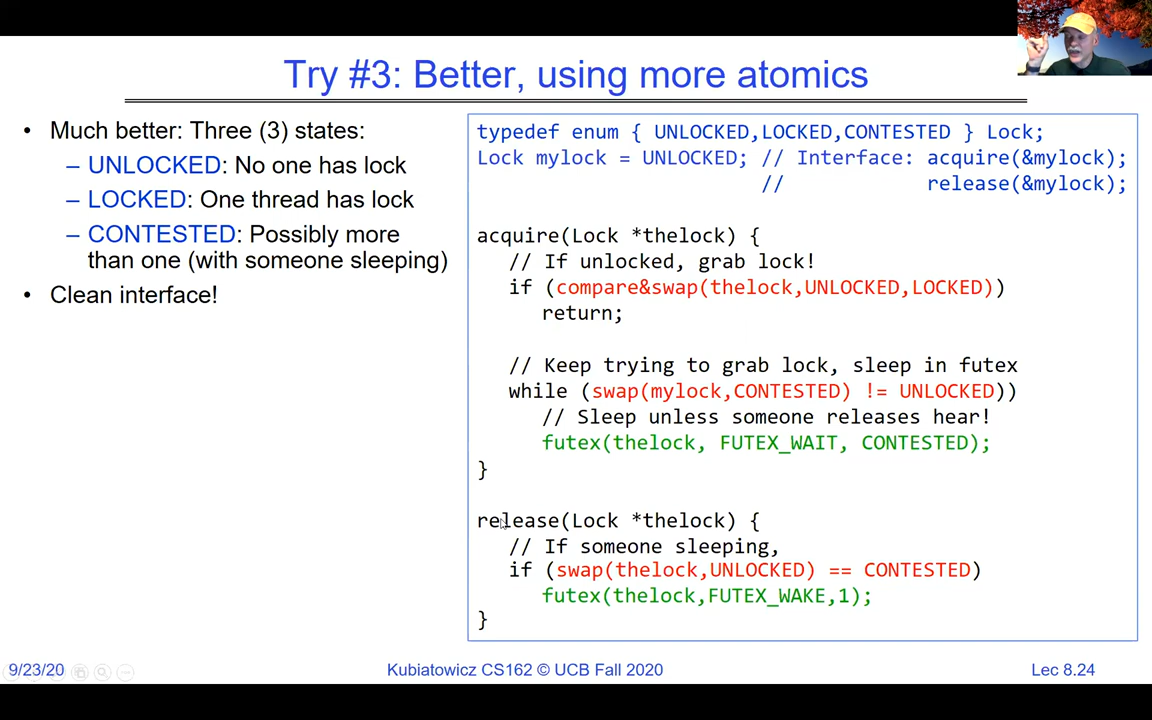 Try #3: Better, using more atomics
• Much better: Three (3) states:
– UNLOCKED: No one has lock
– LOCKED: One thread has lock
– CONTESTED: Possibly more
than one (with someone sleeping)
• Clean interface!
typedef enum { UNLOCKED,LOCKED,CONTESTED } Lock;
Lock mylock = UNLOCKED; // Interface: acquire(&mylock);
// release(&mylock);
acquire(Lock *thelock) {
// If unlocked, grab lock!
if (compare&swap(thelock,UNLOCKED,LOCKED))
return;
// Keep trying to grab lock, sleep in futex
while (swap(mylock,CONTESTED) != UNLOCKED))
// Sleep unless someone releases hear!
futex(thelock, FUTEX_WAIT, CONTESTED);
}
release(Lock *thelock) {
// If someone sleeping,
if (swap(thelock,UNLOCKED) == CONTESTED)
futex(thelock,FUTEX_WAKE,1);
}
9/23/20
Kubiatowicz CS162 © UCB Fall 2020
Lec 8.24